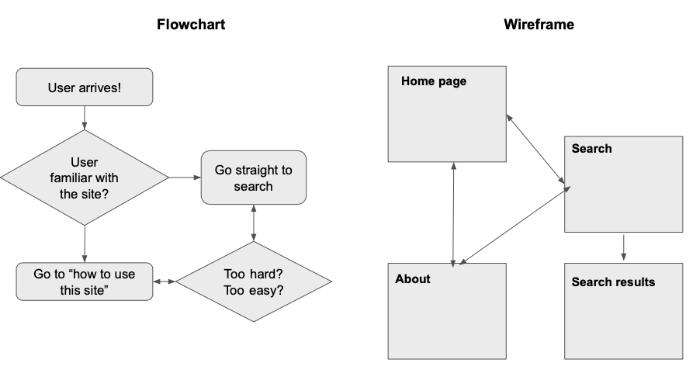 Flowchart
User arrives!
User
familiar with
the site?
Go straight to
search
Go to “how to use
this site”
Too hard?
Too easy?
Wireframe
Home page
Search
About
Search results